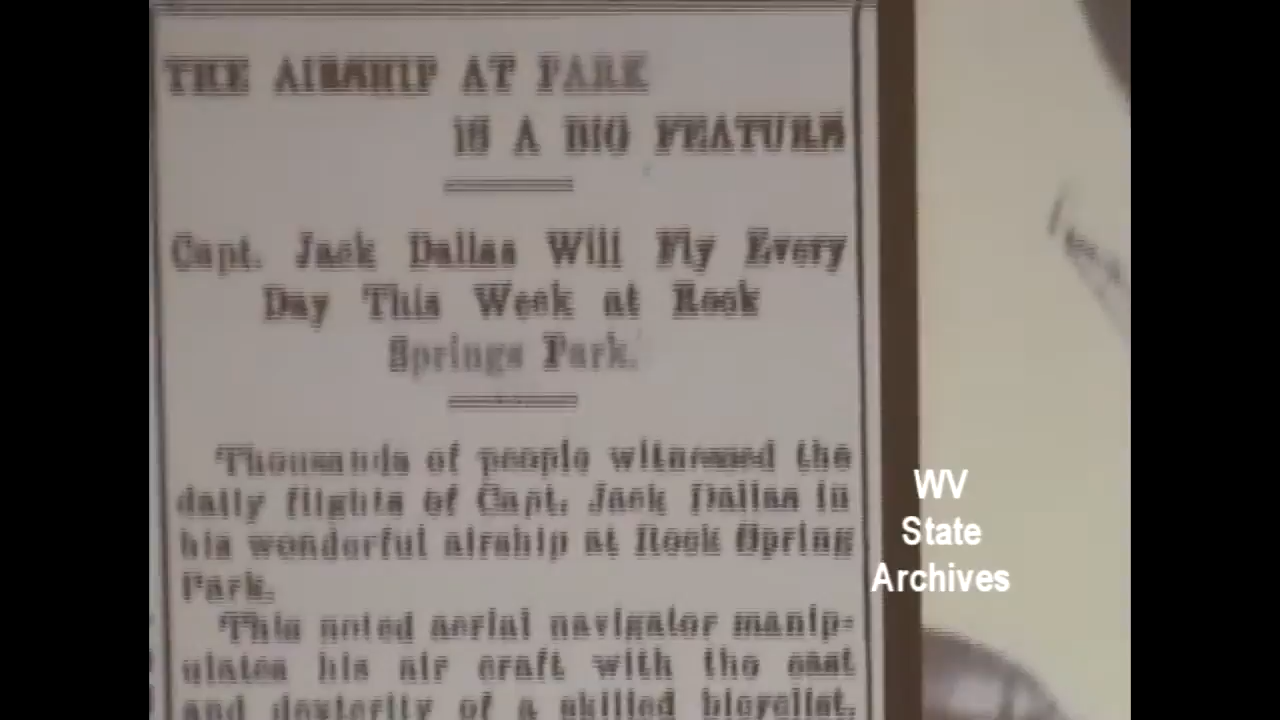 THE AIRSHIP AT PARK
IS A BIG FEATURE
Capt. Jack Dallas Will Fly Every
Day This Week at Rock
Springs Park.
Thousands of people witnessed the
daily flights of Capt. Jack Dallas in
his wonderful airship at Rock Spring
Park.
This noted aerial navigator manip-
ulates his air craft with the east
and dexterity of a skilled bicyclist.
WV
State
Archives